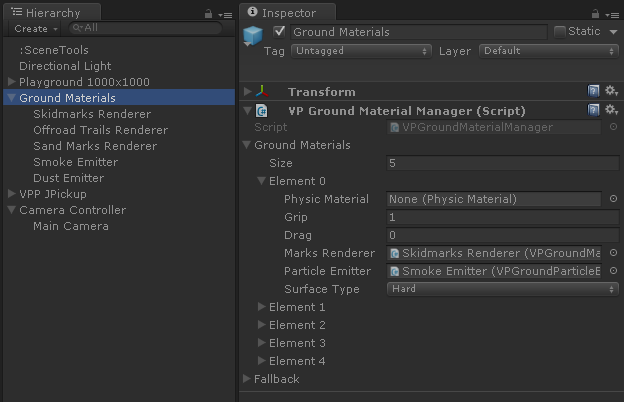 Hierarchy
Create
All
:SceneTools
Directional Light
Playground 1000x1000
Ground Materials
Skidmarks Renderer
Offroad Trails Renderer
Sand Marks Renderer
Smoke Emitter
Dust Emitter
VPP JPickup
Camera Controller
Main Camera
Inspector
Ground Materials Static
Tag Untagged Layer Default
Transform
VP Ground Material Manager (Script)
Script VPGroundMaterialManager
Ground Materials
Size 5
Element 0
Physic Material None (Physic Material)
Grip 1
Drag 0
Marks Renderer Skidmarks Renderer (VPGroundMa
Particle Emitter Smoke Emitter (VPGroundParticleE
Surface Type Hard
Element 1
Element 2
Element 3
Element 4
Fallback